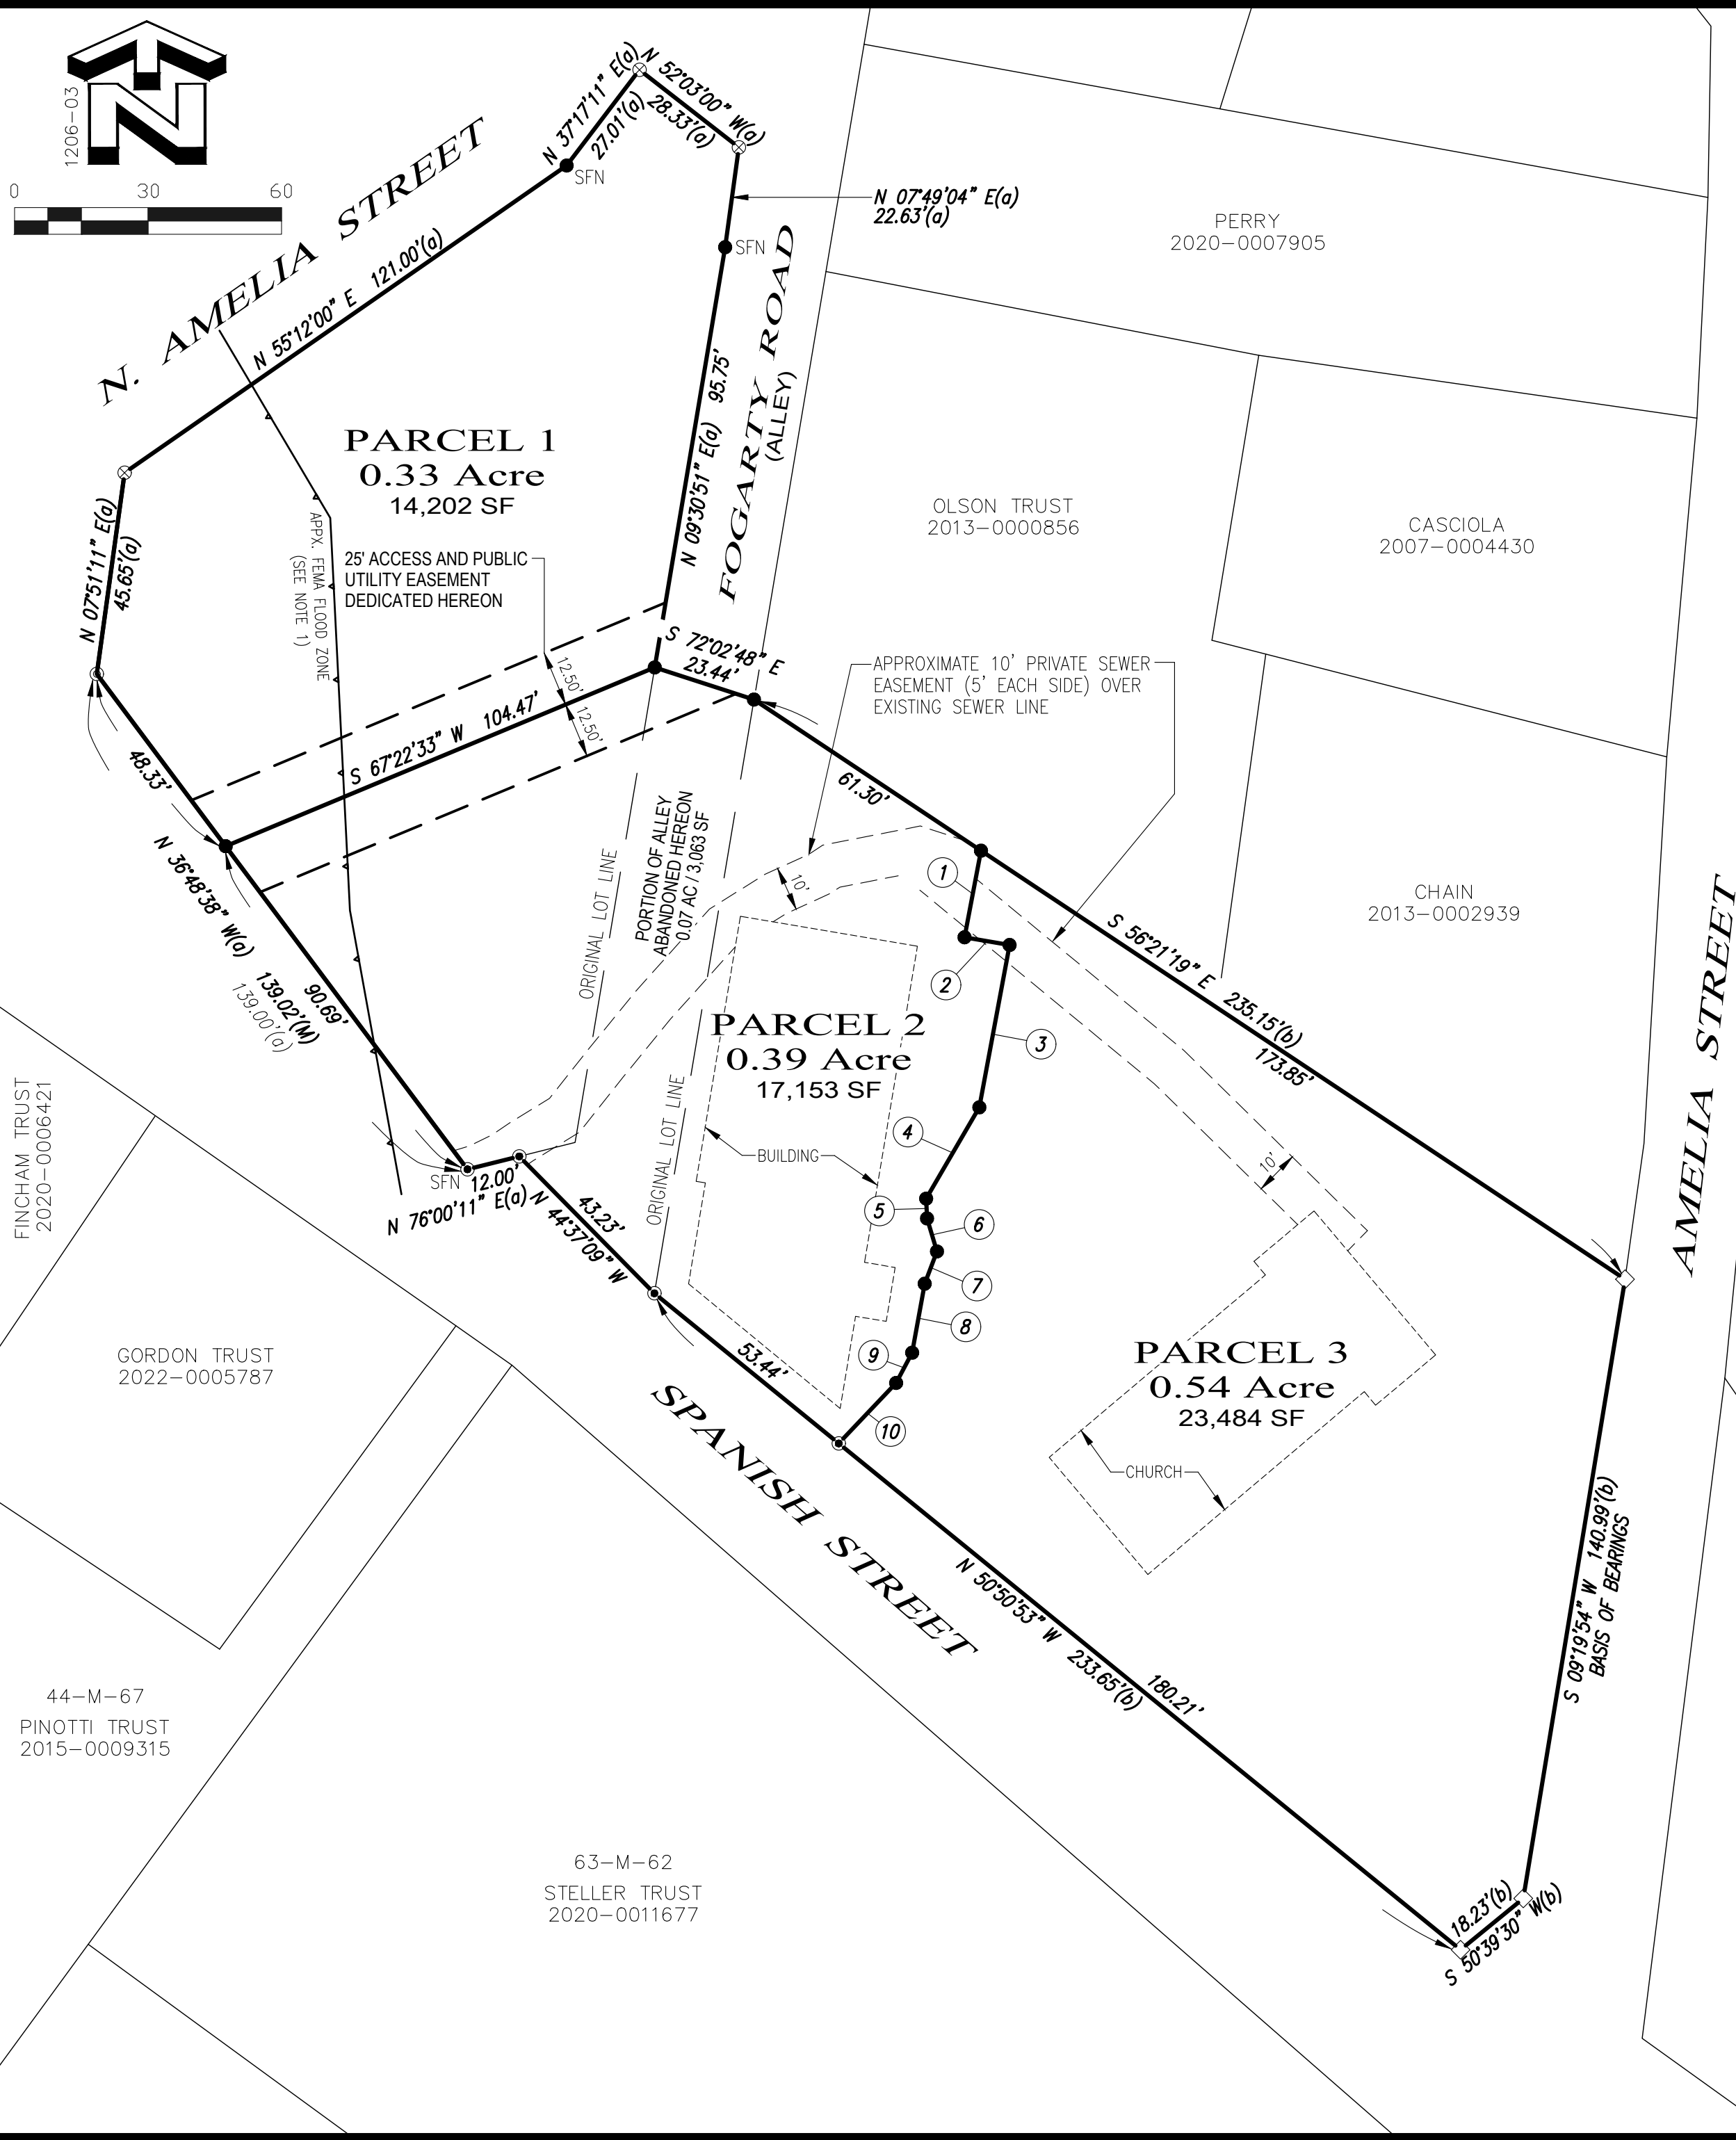 1206-03
N
0 30 60
N. AMELIA STREET
N 55°12'00" E 121.00'(a)
N 37°17'11" E(a)
27.01'(a)
N 52°03'00" W(a)
28.33'(a)
SFN
N 07°49'04" E(a)
22.63'(a)
SFN
N 09°30'51" E(a) 95.75'
FOGARTY ROAD
(ALLEY)
PERRY
2020-0007905
PARCEL 1
0.33 Acre
14,202 SF
OLSON TRUST
2013-0000856
CASCIOLA
2007-0004430
N 07°51'11" E(a)
45.65'(a)
APPX. FEMA FLOOD ZONE
(SEE NOTE 1)
25' ACCESS AND PUBLIC
UTILITY EASEMENT
DEDICATED HEREON
12.50'
12.50'
S 72°02'48" E
23.44'
APPROXIMATE 10' PRIVATE SEWER
EASEMENT (5' EACH SIDE) OVER
EXISTING SEWER LINE
S 67°22'33" W 104.47'
48.33'
61.30'
N 36°48'38" W(a)
90.69'
139.02'(M)
139.00'(a)
ORIGINAL LOT LINE
PORTION OF ALLEY
ABANDONED HEREON
0.07 AC / 3,063 SF
10'
1
2
3
S 56°21'19" E 235.15'(b)
173.85'
CHAIN
2013-0002939
AMELIA STREET
PARCEL 2
0.39 Acre
17,153 SF
FINCHAM TRUST
2020-0006421
ORIGINAL LOT LINE
BUILDING
4
5
6
7
8
9
10
10'
SFN
12.00'
N 76°00'11" E(a)
43.23'
N 44°37'09" W
53.44'
GORDON TRUST
2022-0005787
PARCEL 3
0.54 Acre
23,484 SF
CHURCH
SPANISH STREET
N 50°50'53" W 233.65'(b)
180.21'
S 09°19'54" W 140.99'(b)
BASIS OF BEARINGS
44-M-67
PINOTTI TRUST
2015-0009315
63-M-62
STELLER TRUST
2020-0011677
18.23'(b)
S 50°39'30" W(b)